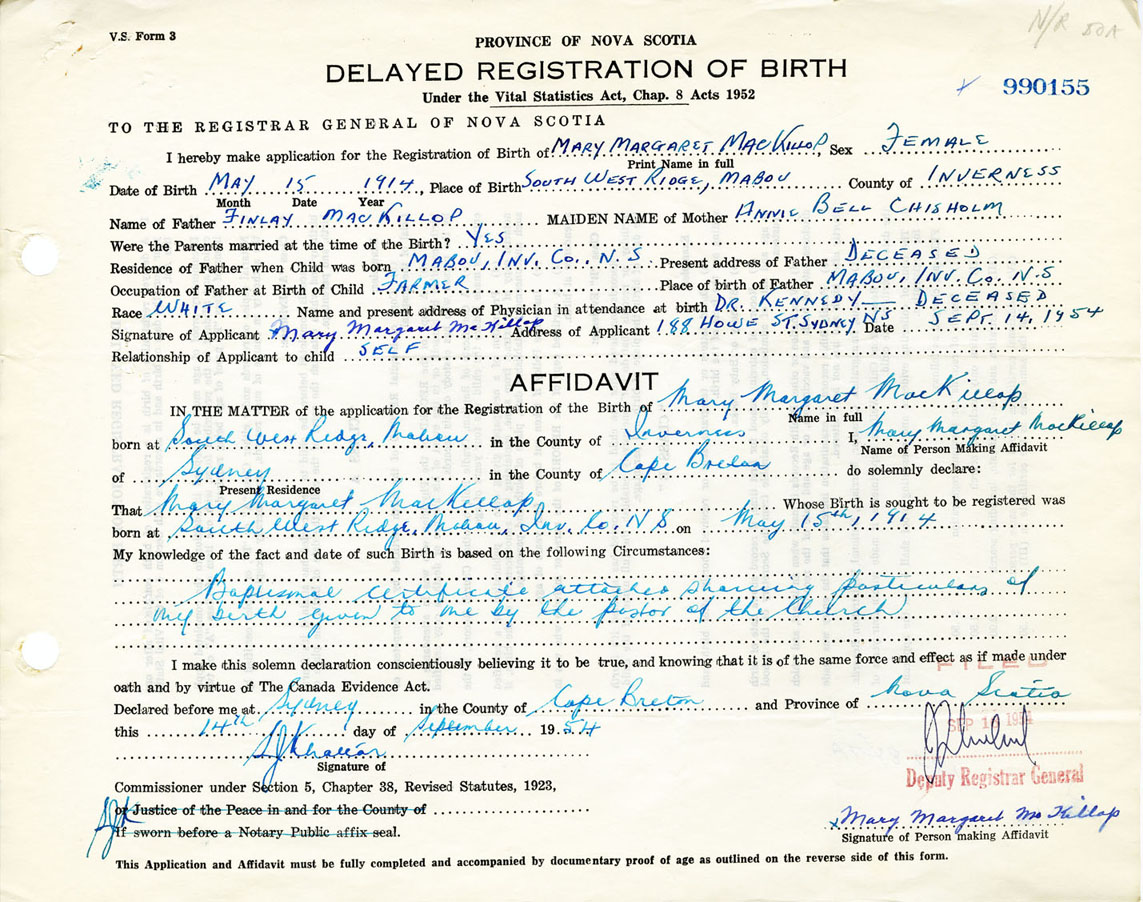 V.S. Form 3
N/R 50A
PROVINCE OF NOVA SCOTIA
DELAYED REGISTRATION OF BIRTH
990155
Under the Vital Statistics Act, Chap. 8 Acts 1952
TO THE REGISTRAR GENERAL OF NOVA SCOTIA
I hereby make application for the Registration of Birth of MARY MARGARET MACKILLOP, Sex FEMALE
Print Name in full
Date of Birth MAY 15 1914, Place of Birth SOUTH WEST RIDGE, MABOU County of INVERNESS
Month Date Year
Name of Father FINLAY MACKILLOP MAIDEN NAME of Mother ANNIE BELL CHISHOLM
Were the Parents married at the time of the Birth? YES
Residence of Father when Child was born MABOU, INV. CO., N.S. Present address of Father DECEASED
Occupation of Father at Birth of Child FARMER Place of birth of Father MABOU, INV. CO. N.S
Race WHITE Name and present address of Physician in attendance at birth DR. KENNEDY — DECEASED
Signature of Applicant Mary Margaret McKillop Address of Applicant 188 HOWE ST. SYDNEY NS Date SEPT. 14, 1954
Relationship of Applicant to child SELF
AFFIDAVIT
IN THE MATTER of the application for the Registration of the Birth of Mary Margaret MacKillop
Name in full
born at South West Ridge, Mabou in the County of Inverness I, Mary Margaret MacKillop
Name of Person Making Affidavit
of Sydney in the County of Cape Breton do solemnly declare:
Present Residence
That Mary Margaret MacKillop Whose Birth is sought to be registered was
born at South West Ridge, Mabou, Inv. Co. N.S. on May 15th, 1914
My knowledge of the fact and date of such Birth is based on the following Circumstances:
Baptismal certificate attached showing particulars of
my birth given to me by the pastor of the Church
I make this solemn declaration conscientiously believing it to be true, and knowing that it is of the same force and effect as if made under
FILED
oath and by virtue of The Canada Evidence Act.
Declared before me at Sydney in the County of Cape Breton and Province of Nova Scotia
this 14th day of September 1954
SEP 1 1954
Signature of
Deputy Registrar General
Commissioner under Section 5, Chapter 38, Revised Statutes, 1923,
or Justice of the Peace in and for the County of
Mary Margaret McKillop
If sworn before a Notary Public affix seal.
Signature of Person making Affidavit
This Application and Affidavit must be fully completed and accompanied by documentary proof of age as outlined on the reverse side of this form.